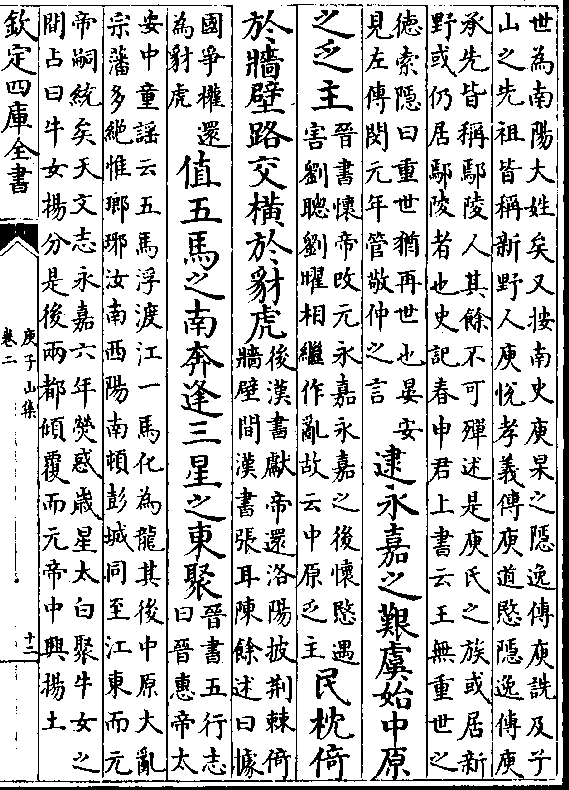 世為南陽大姓矣又按南史庾杲之隱逸傳庾詵及子
山之先祖皆稱新野人庾悅孝義傳庾道愍隱逸傳庾
承先皆稱鄢陵人其餘不可殫述是庾氏之族或居新
野或仍居鄢陵者也史記春申君上書云王無重世之
德索隱曰重世猶再世也晏安
見左傳閔元年管敬仲之言
逮永嘉之艱虞始中原
之乏主
晉書懷帝改元永嘉永嘉之後懷愍遇
害劉聰劉曜相繼作亂故云中原乏主
民枕倚
於牆壁路交橫於豺虎
後漢書獻帝還洛陽披荆棘倚
牆壁間漢書張耳陳餘述曰據
國爭權還
為豺虎
值五馬之南奔逢三星之東聚
晉書五行志
曰晉惠帝太
安中童謡云五馬浮渡江一馬化為龍其後中原大亂
宗藩多絶惟瑯琊汝南西陽南頓彭城同至江東而元
帝嗣統矣天文志永嘉六年熒惑歲星太白聚牛女之
間占曰牛女揚分是後兩都傾覆而元帝中興揚土
欽定四庫全書
庾子山集
卷二
十二